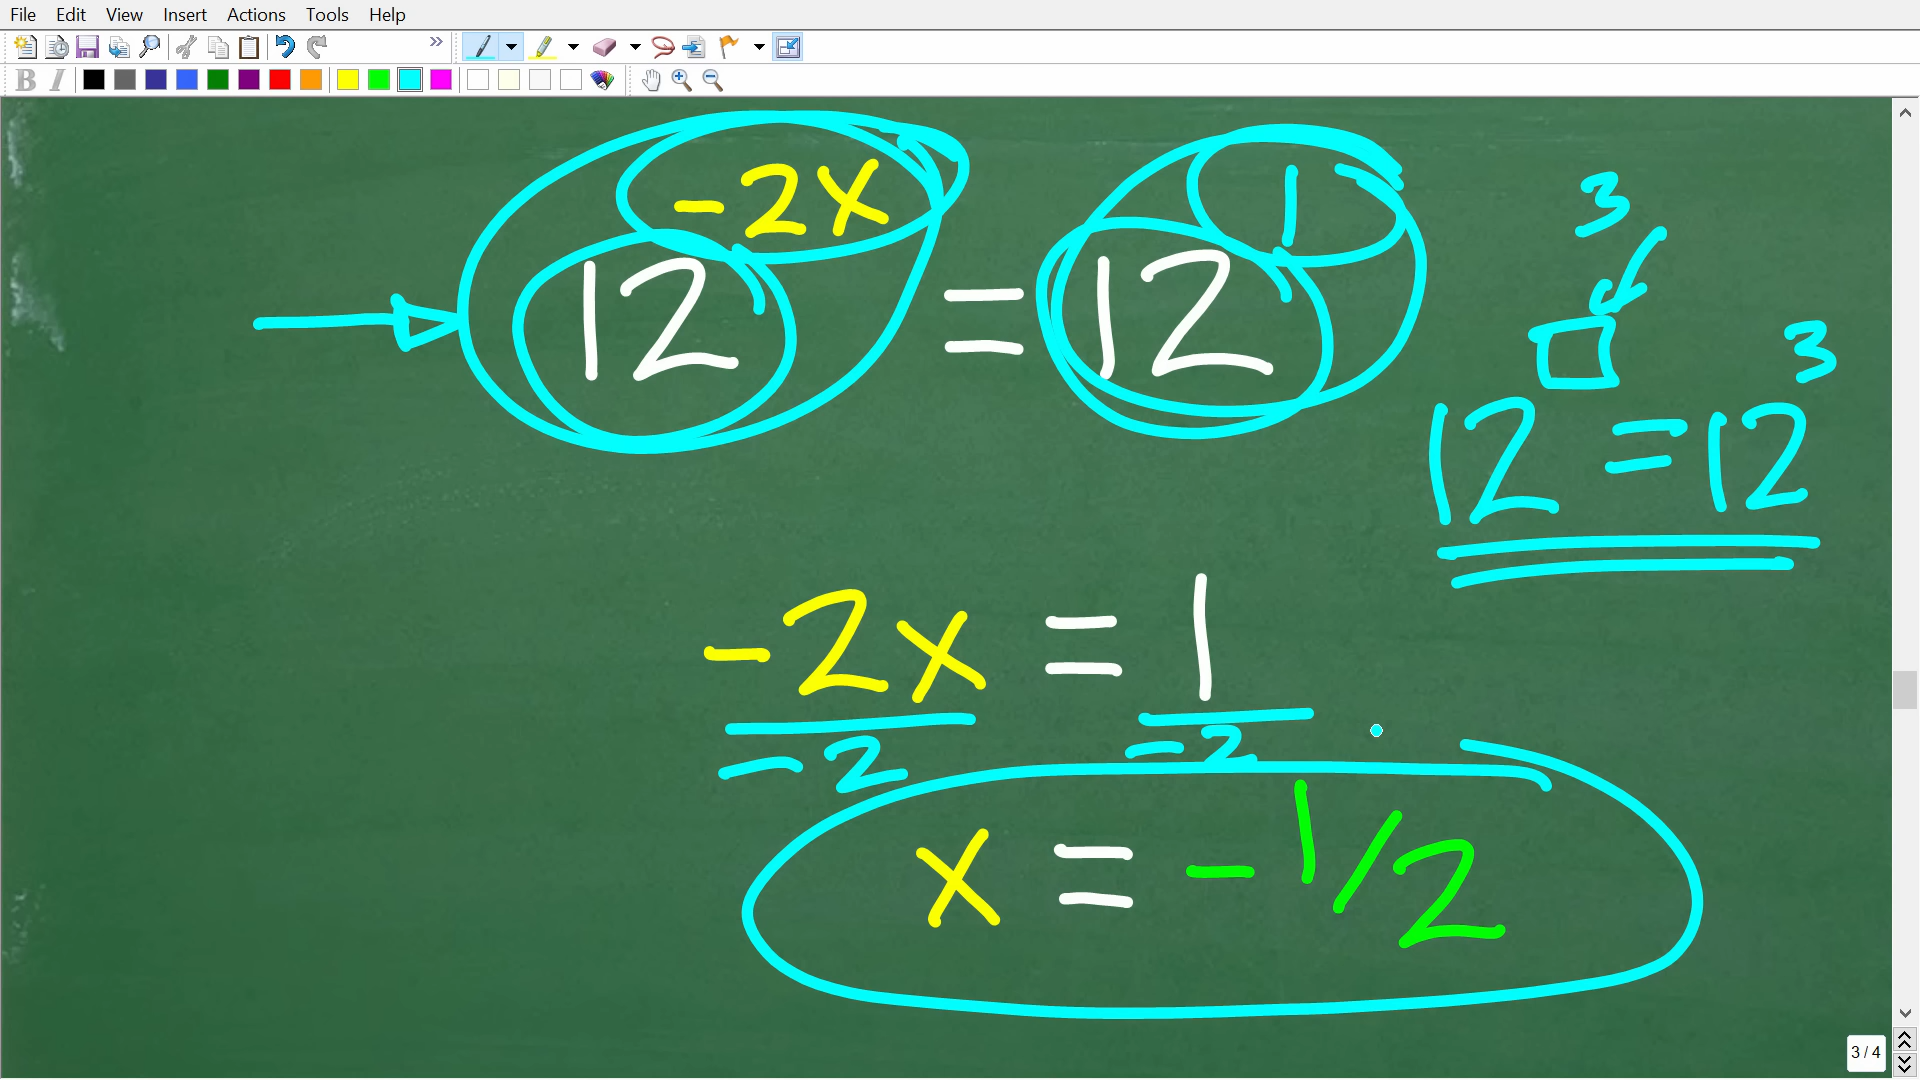 File Edit View Insert Actions Tools Help
B I
12^-2x = 12^1
3
12^□ = 12^3
-2x = 1
-2 -2
x = -1/2
3 / 4